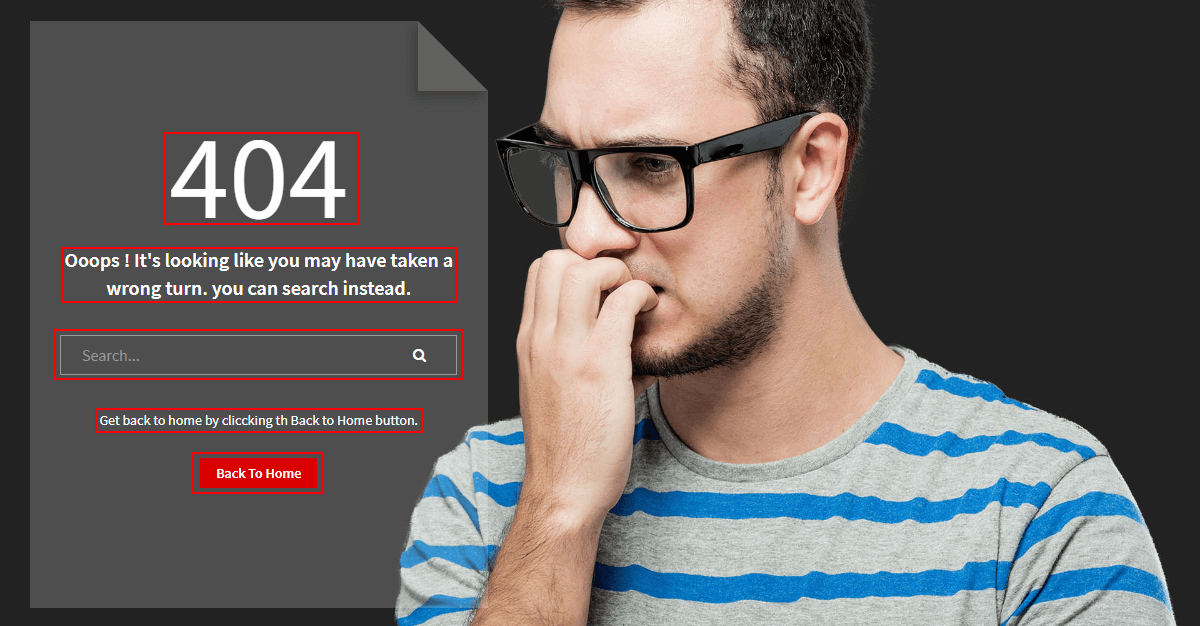 404
Ooops ! It's looking like you may have taken a
wrong turn. you can search instead.
Search...
Get back to home by cliccking th Back to Home button.
Back To Home